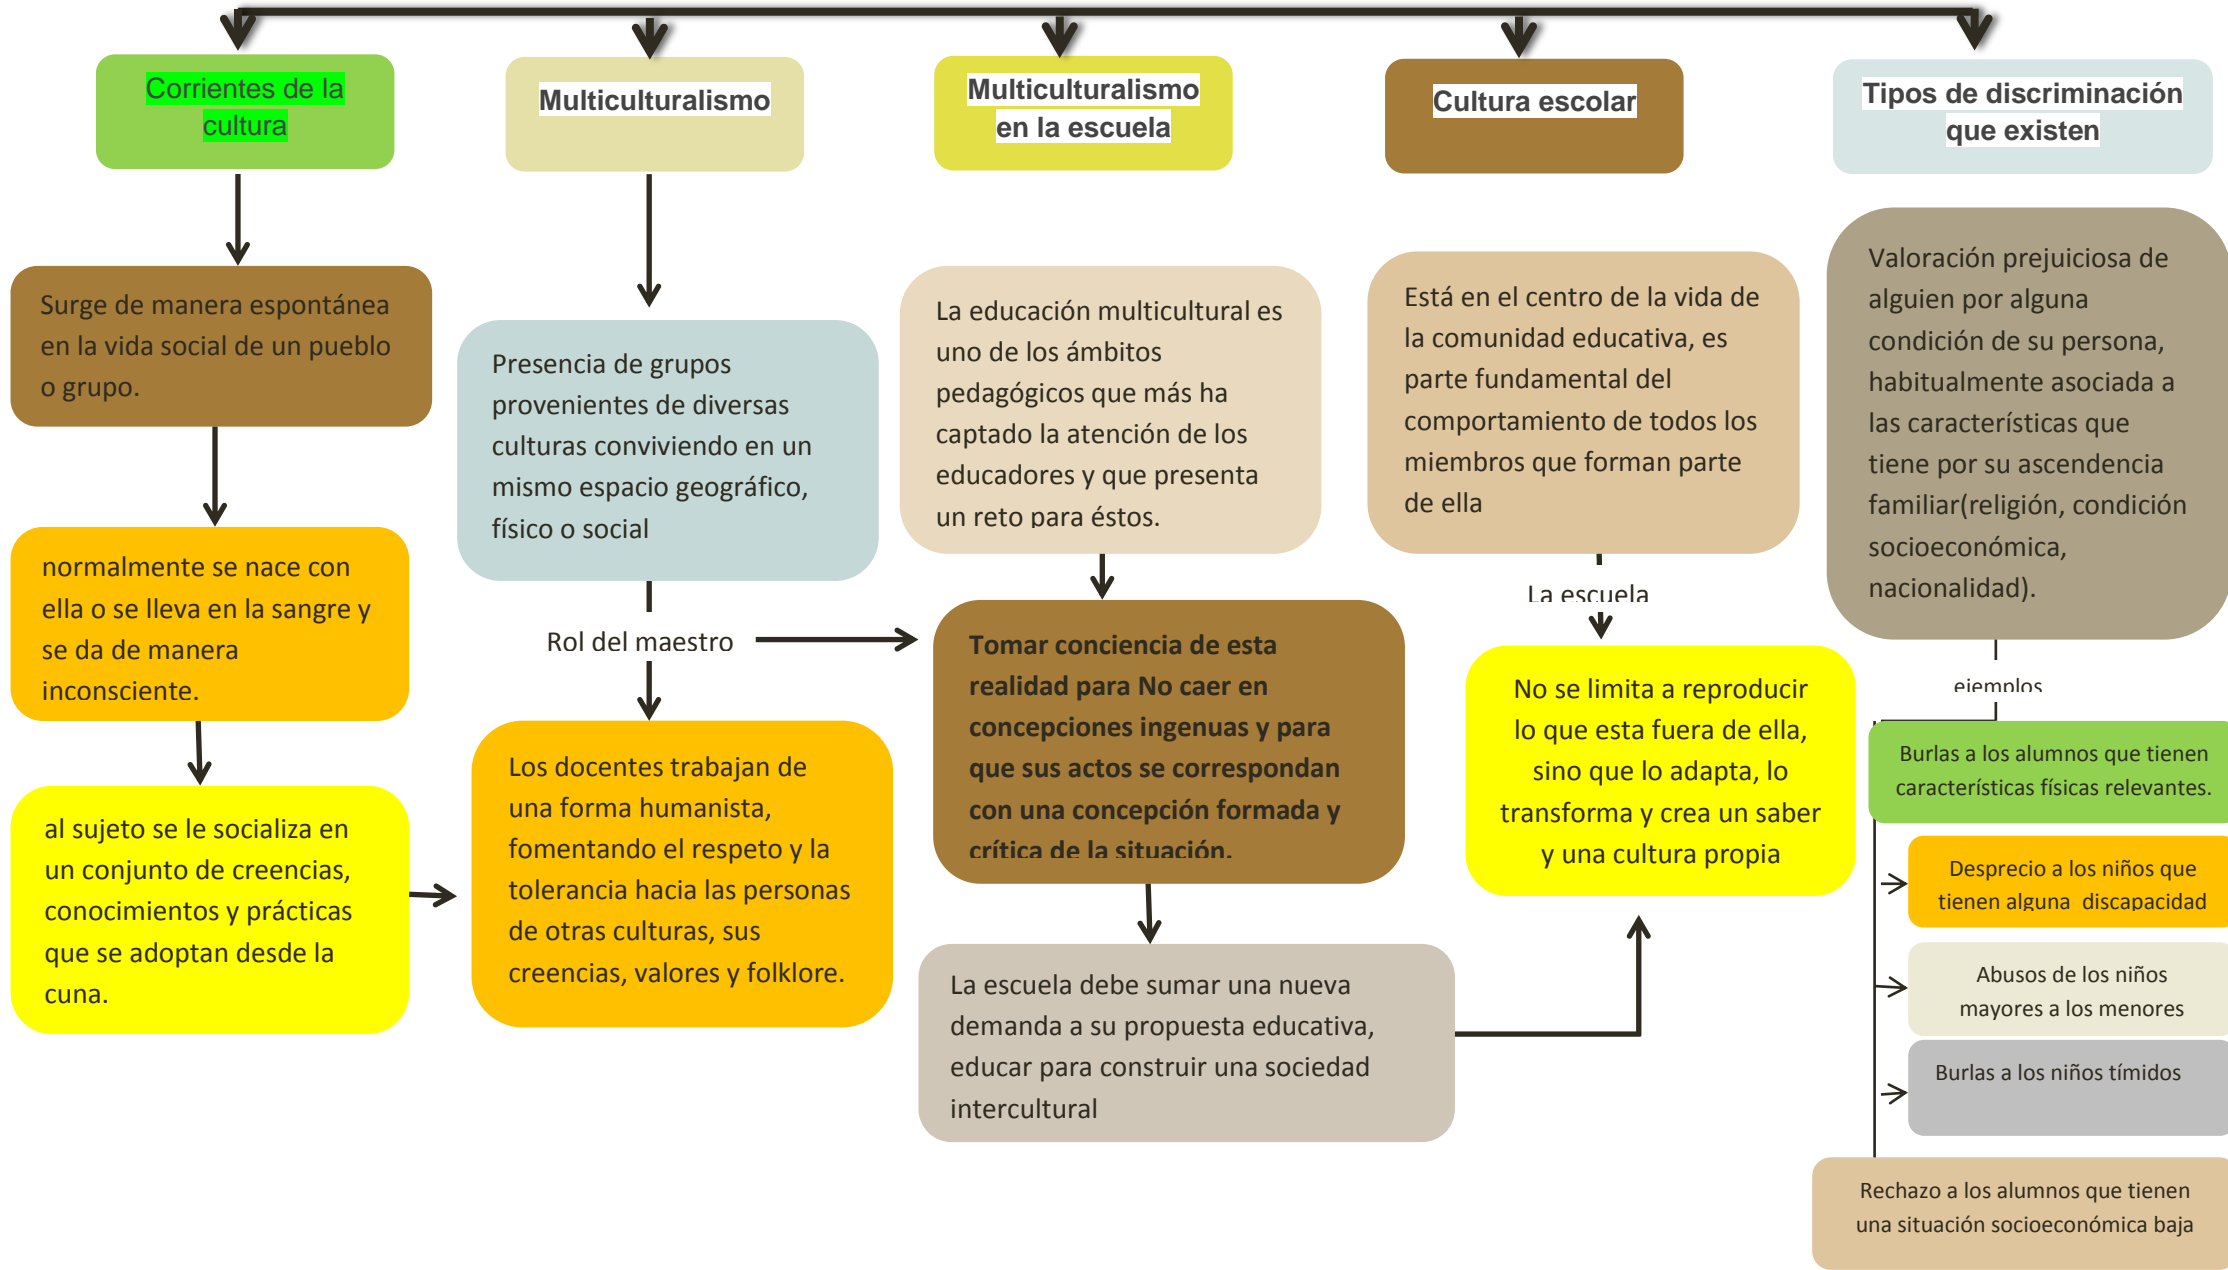 Corrientes de la
cultura
Multiculturalismo
Multiculturalismo
en la escuela
Cultura escolar
Tipos de discriminación
que existen
Surge de manera espontánea
en la vida social de un pueblo
o grupo.
normalmente se nace con
ella o se lleva en la sangre y
se da de manera
inconsciente.
al sujeto se le socializa en
un conjunto de creencias,
conocimientos y prácticas
que se adoptan desde la
cuna.
Presencia de grupos
provenientes de diversas
culturas conviviendo en un
mismo espacio geográfico,
físico o social
Rol del maestro
Los docentes trabajan de
una forma humanista,
fomentando el respeto y la
tolerancia hacia las personas
de otras culturas, sus
creencias, valores y folklore.
La educación multicultural es
uno de los ámbitos
pedagógicos que más ha
captado la atención de los
educadores y que presenta
un reto para éstos.
Tomar conciencia de esta
realidad para No caer en
concepciones ingenuas y para
que sus actos se correspondan
con una concepción formada y
crítica de la situación.
La escuela debe sumar una nueva
demanda a su propuesta educativa,
educar para construir una sociedad
intercultural
Está en el centro de la vida de
la comunidad educativa, es
parte fundamental del
comportamiento de todos los
miembros que forman parte
de ella
La escuela
No se limita a reproducir
lo que esta fuera de ella,
sino que lo adapta, lo
transforma y crea un saber
y una cultura propia
Valoración prejuiciosa de
alguien por alguna
condición de su persona,
habitualmente asociada a
las características que
tiene por su ascendencia
familiar(religión, condición
socioeconómica,
nacionalidad).
ejemplos
Burlas a los alumnos que tienen
características físicas relevantes.
Desprecio a los niños que
tienen alguna  discapacidad
Abusos de los niños
mayores a los menores
Burlas a los niños tímidos
Rechazo a los alumnos que tienen
una situación socioeconómica baja